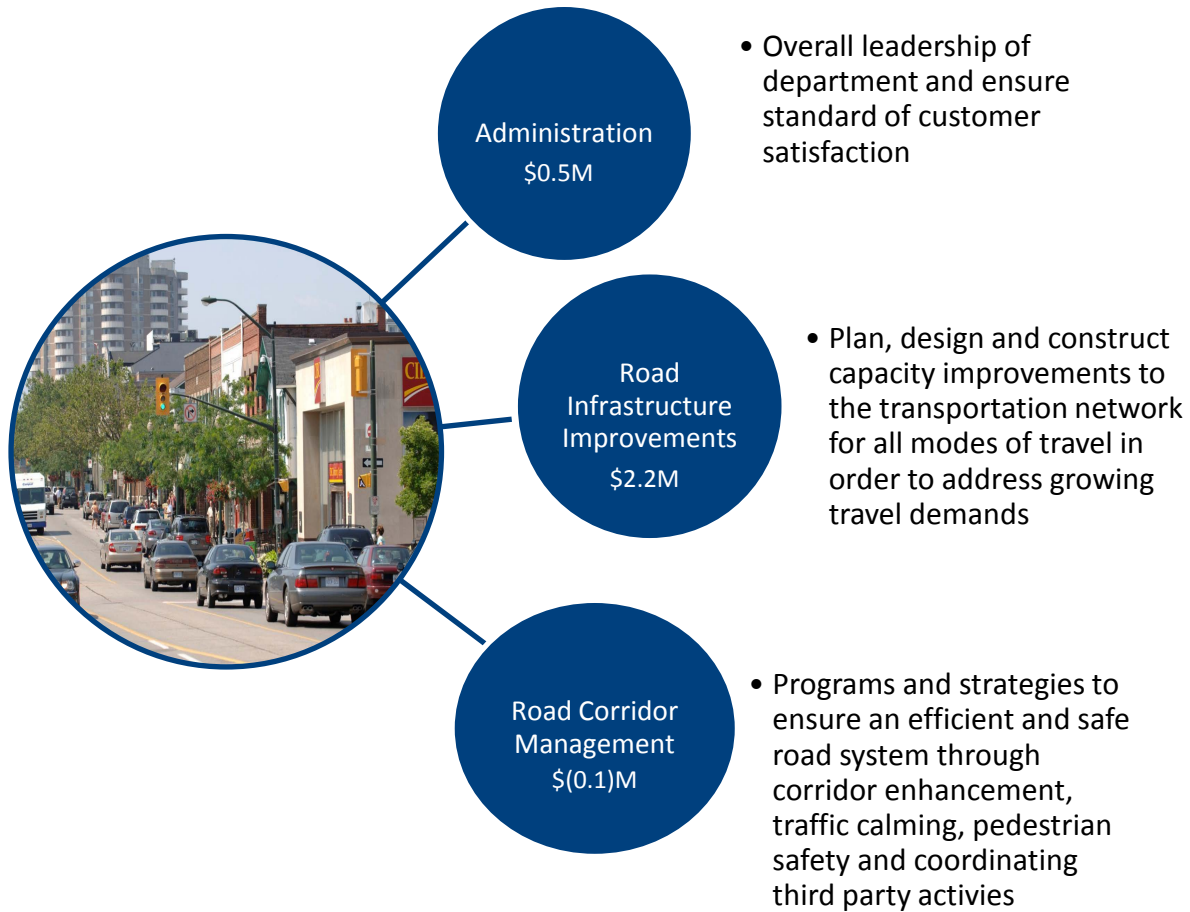 Administration
$0.5M
• Overall leadership of
department and ensure
standard of customer
satisfaction
Road
Infrastructure
Improvements
$2.2M
• Plan, design and construct
capacity improvements to
the transportation network
for all modes of travel in
order to address growing
travel demands
Road Corridor
Management
$(0.1)M
• Programs and strategies to
ensure an efficient and safe
road system through
corridor enhancement,
traffic calming, pedestrian
safety and coordinating
third party activies